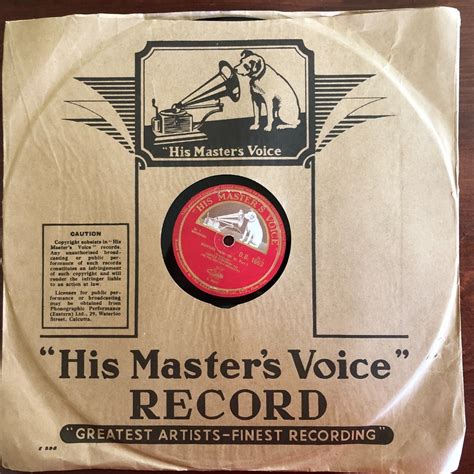 "His Master's Voice
"HIS MASTER'S VOICE"
D.B.
CAUTION
Copyright subsists in "His
Master's Voice" records.
Any unauthorized broad-
casting or public per-
formance of such records
constitutes an infringement
of such copyright and will
render the infringer liable
to an action at law.
Licenses for public per-
formance or broadcasting
may be obtained from
Phonographic Performance
(Eastern) Ltd., 29, Waterloo
Street, Calcutta.
"His Master's Voice"
RECORD
"GREATEST ARTISTS–FINEST RECORDING"